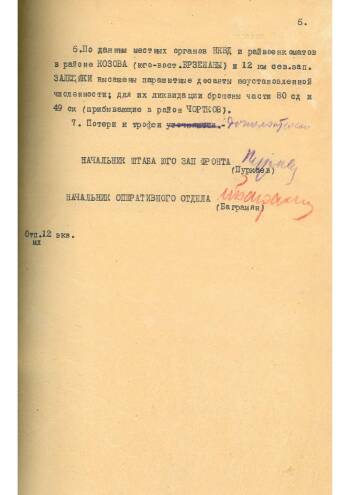 5.
6.По данным местных органов НКВД и райвоенкоматов
в районе КОЗОВА (юго-вост.БРЗЕЖАНЫ) и 12 км сев.зап.
ЗАЛЕЩИКИ высажены парашютные десанты неустановленной
численности; для их ликвидации брошены части 80 сд и
49 ск (прибывающие в район ЧОРТКОВ).
7. Потери и трофеи уточняются.-
НАЧАЛЬНИК ШТАБА ЮГО ЗАП ФРОНТА
(Пуркаев)
НАЧАЛЬНИК ОПЕРАТИВНОГО ОТДЕЛА
(Баграмян)
Отп.12 экз.
мл